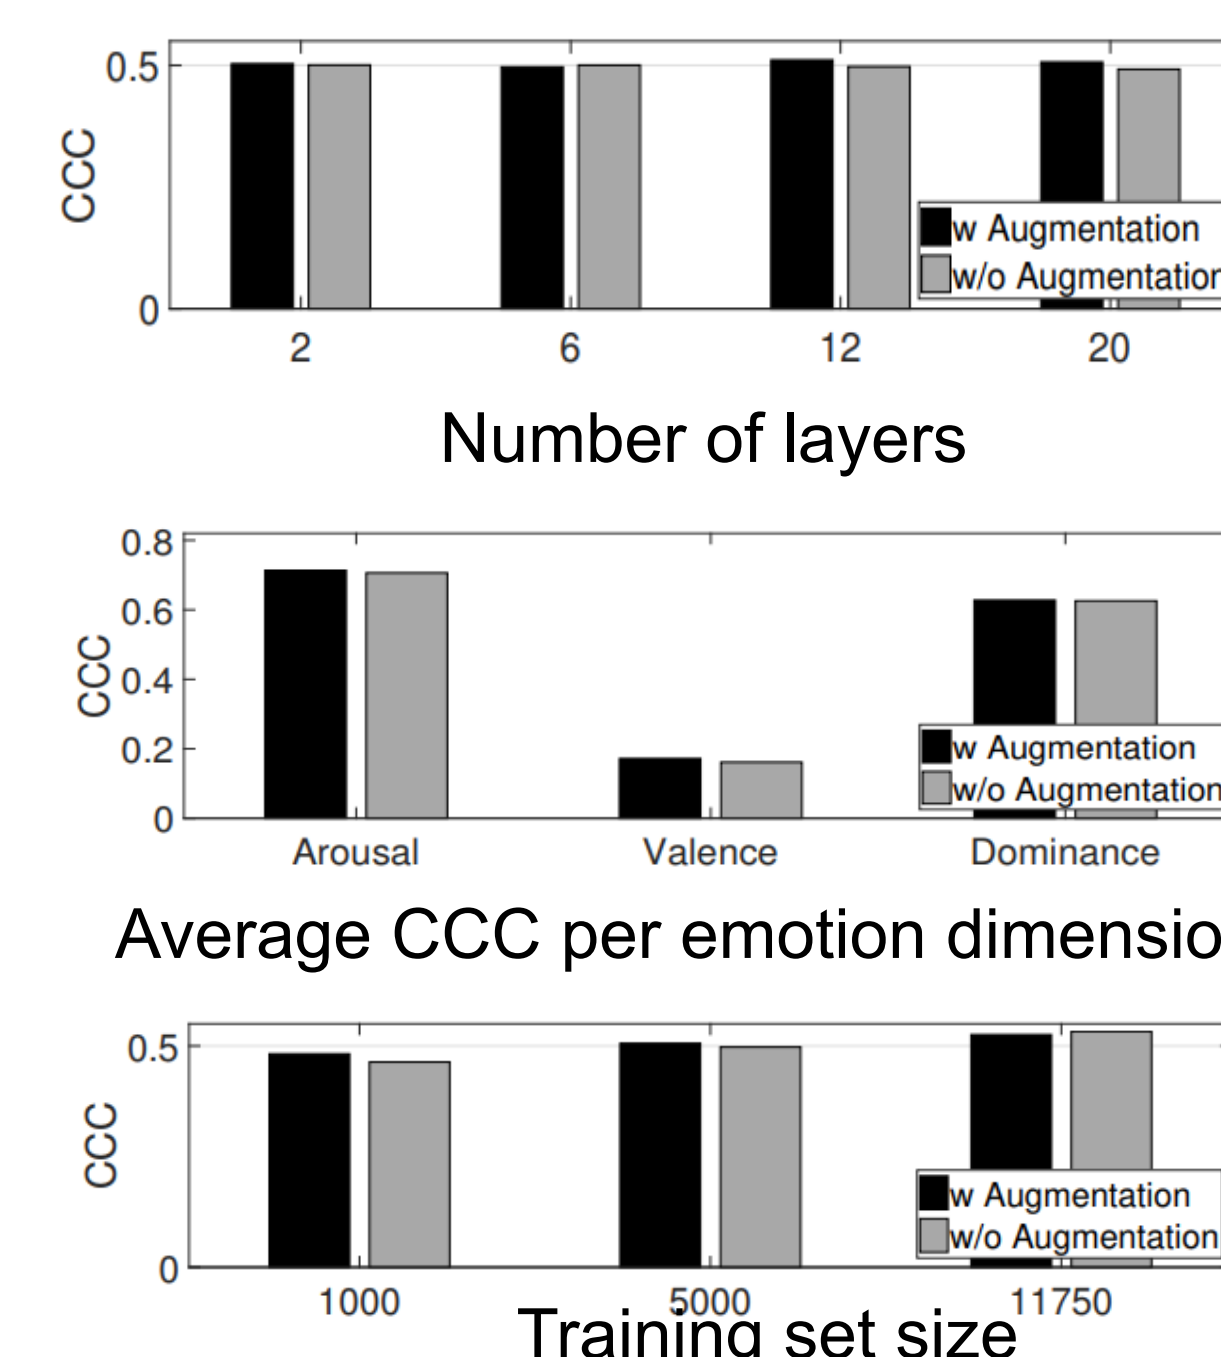 0.5
CCC
0
w Augmentation
w/o Augmentation
2 6 12 20
Number of layers
0.8
0.6
CCC
0.4
0.2
0
w Augmentation
w/o Augmentation
Arousal Valence Dominance
Average CCC per emotion dimensio
0.5
CCC
0
w Augmentation
w/o Augmentation
1000 5000 11750
Training set size